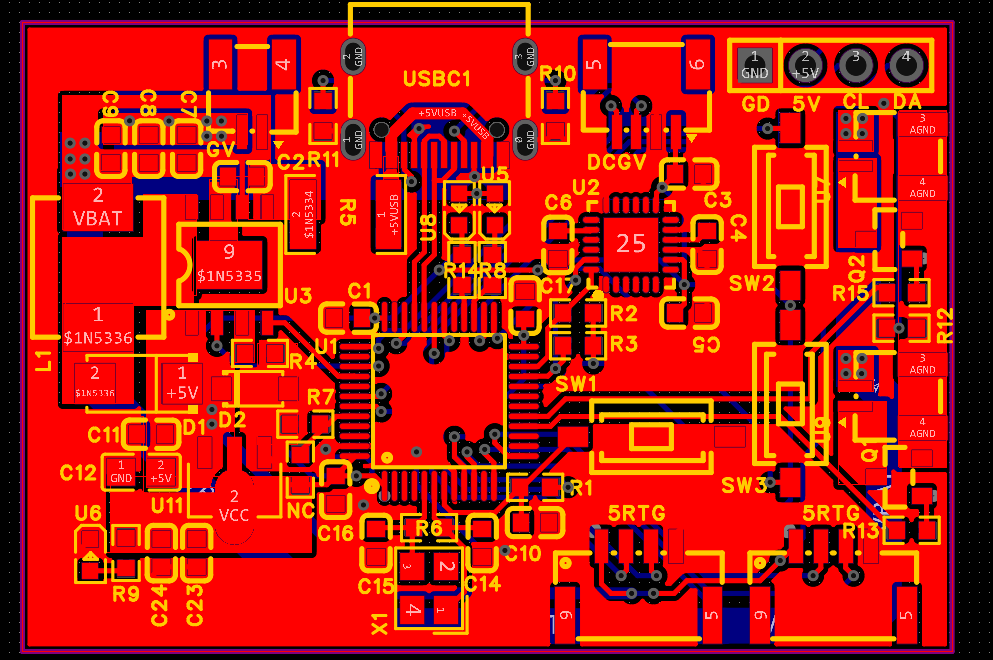 USBC1
2
GND
3
GND
1
GND
0
GND
+5VUSB
+5VUSB
R10
R11
3
4
5
6
1
GND
2
+5V
3
4
GD
5V
CL
DA
C9
C8
C7
GV
C2
DCGV
U5
U2
C6
C3
C4
C5
25
U8
R14
R8
C17
R5
2
$1N5334
1
+5VUSB
2
VBAT
9
$1N5335
U3
1
$1N5336
L1
2
$1N5336
1
+5V
C1
U1
R4
R7
D1
D2
R2
R3
SW1
SW2
SW3
Q2
R15
R12
R13
3
AGND
4
AGND
3
AGND
4
AGND
C11
C12
1
GND
2
+5V
U11
2
VCC
NC
C16
R1
C10
U6
R9
C24
C23
R6
C15
C14
X1
3
2
4
1
5RTG
5RTG
6
5
6
5